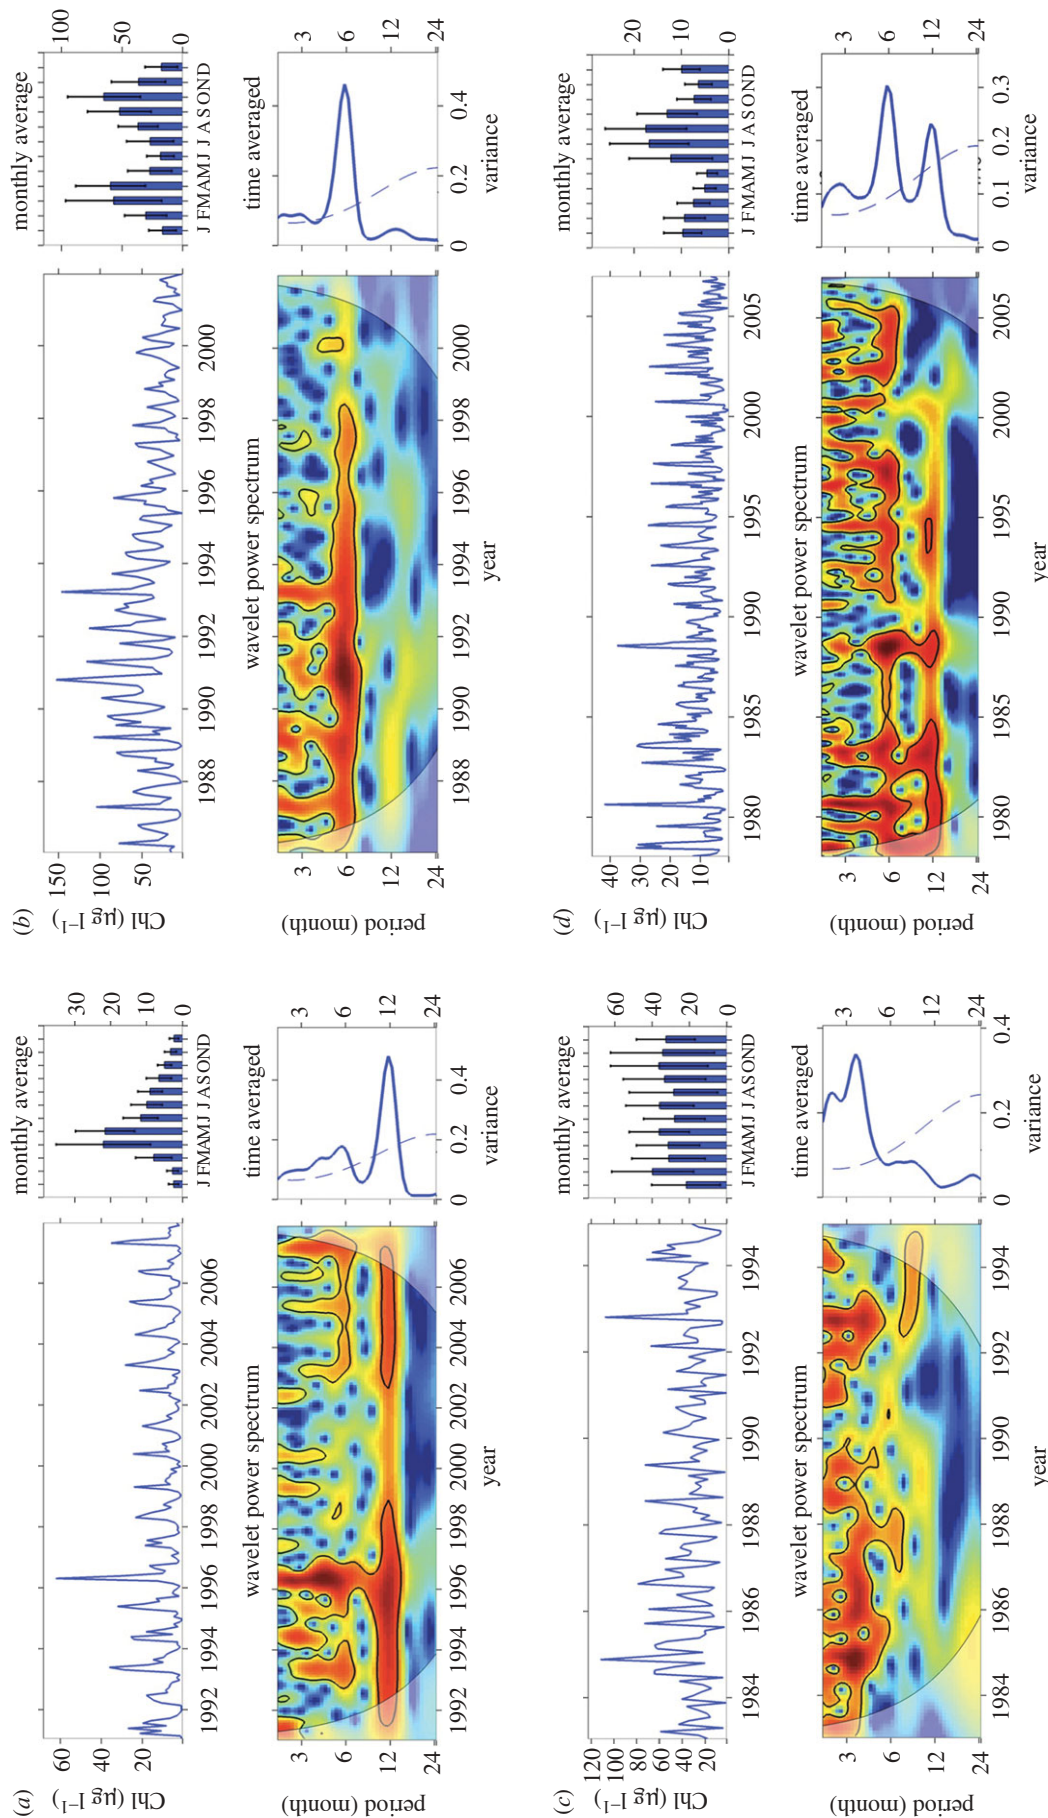 (a)
monthly average
Chl (µg l⁻¹)
60
20
1992 1994 1996 1998 2000 2002 2004 2006
30
20
10
0
J FMAMJ J ASOND
wavelet power spectrum
time averaged
period (month)
3
6
12
24
1992 1994 1996 1998 2000 2002 2004 2006
year
0 0.2 0.4
variance
3
6
12
24
(b)
monthly average
Chl (µg l⁻¹)
150
100
50
1988 1990 1992 1994 1996 1998 2000
100
50
0
J FMAMJ J ASOND
wavelet power spectrum
time averaged
period (month)
3
6
12
24
1988 1990 1992 1994 1996 1998 2000
year
0 0.2 0.4
variance
3
6
12
24
(c)
monthly average
Chl (µg l⁻¹)
120
100
80
60
40
20
1984 1986 1988 1990 1992 1994
60
40
20
0
J FMAMJ J ASOND
wavelet power spectrum
time averaged
period (month)
3
6
12
24
1984 1986 1988 1990 1992 1994
year
0 0.2 0.4
variance
3
6
12
24
(d)
monthly average
Chl (µg l⁻¹)
40
30
20
10
1980 1985 1990 1995 2000 2005
20
10
0
J FMAMJ J ASOND
wavelet power spectrum
time averaged
period (month)
3
6
12
24
1980 1985 1990 1995 2000 2005
year
0 0.1 0.2 0.3
variance
3
6
12
24